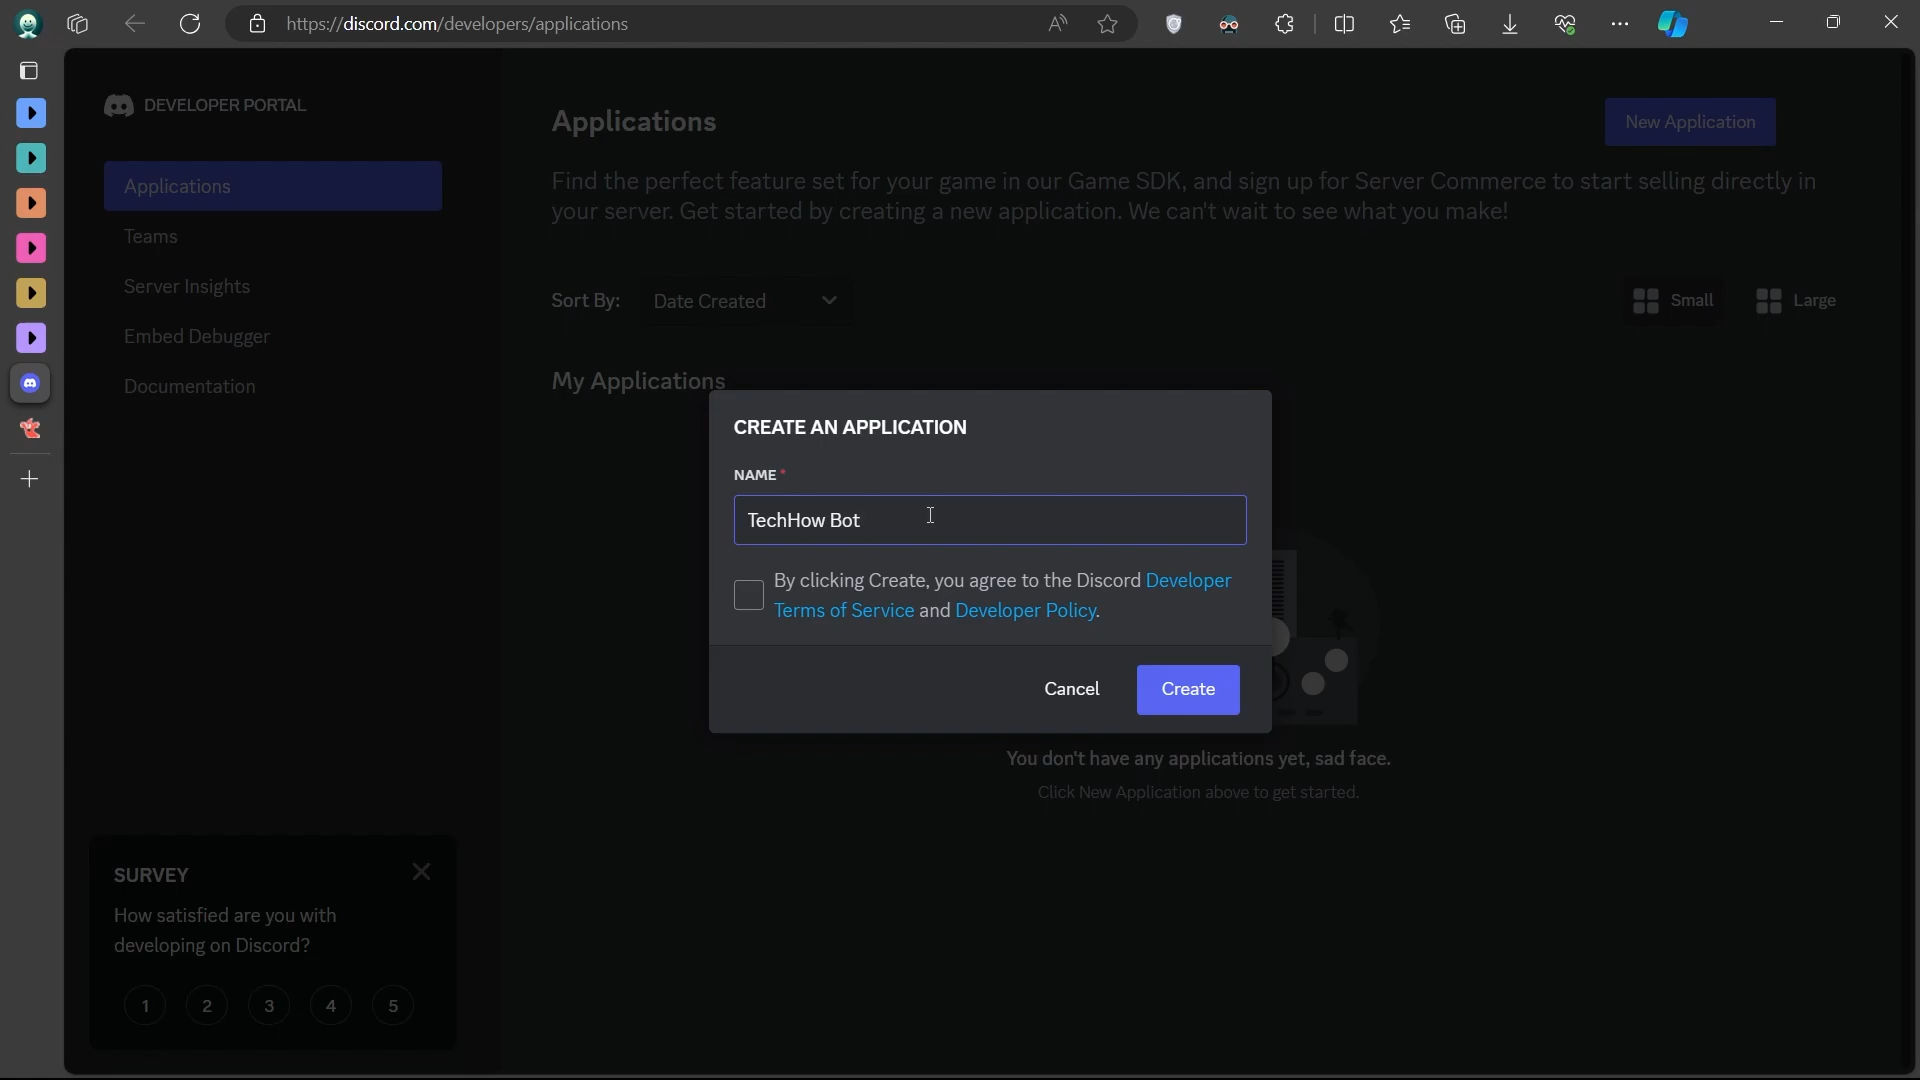 https://discord.com/developers/applications
DEVELOPER PORTAL
Applications
Teams
Server Insights
Embed Debugger
Documentation
Applications
New Application
Find the perfect feature set for your game in our Game SDK, and sign up for Server Commerce to start selling directly in
your server. Get started by creating a new application. We can't wait to see what you make!
Sort By: Date Created
Small Large
My Applications
CREATE AN APPLICATION
NAME *
TechHow Bot
By clicking Create, you agree to the Discord Developer
Terms of Service and Developer Policy.
Cancel Create
You don't have any applications yet, sad face.
Click New Application above to get started.
SURVEY
How satisfied are you with
developing on Discord?
1 2 3 4 5